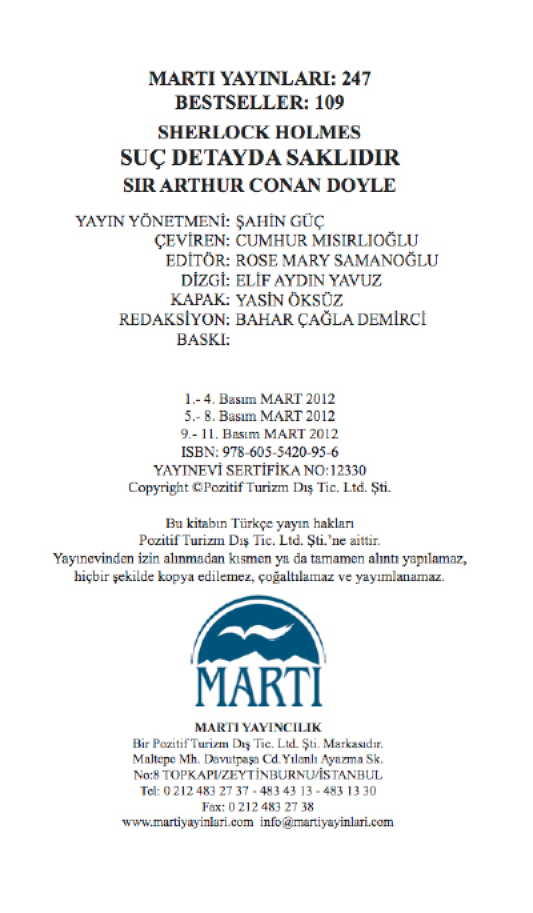 MARTI YAYINLARI: 247
BESTSELLER: 109
SHERLOCK HOLMES
SUÇ DETAYDA SAKLIDIR
SIR ARTHUR CONAN DOYLE
YAYIN YÖNETMENİ: ŞAHİN GÜÇ
ÇEVİREN: CUMHUR MISIRLIOĞLU
EDİTÖR: ROSE MARY SAMANOĞLU
DİZGİ: ELİF AYDIN YAVUZ
KAPAK: YASİN ÖKSÜZ
REDAKSİYON: BAHAR ÇAĞLA DEMİRCİ
BASKI:
1.- 4. Basım MART 2012
5.- 8. Basım MART 2012
9.- 11. Basım MART 2012
ISBN: 978-605-5420-95-6
YAYINEVİ SERTİFİKA NO:12330
Copyright ©Pozitif Turizm Dış Tic. Ltd. Şti.
Bu kitabın Türkçe yayın hakları
Pozitif Turizm Dış Tic. Ltd. Şti.'ne aittir.
Yayınevinden izin alınmadan kısmen ya da tamamen alıntı yapılamaz,
hiçbir şekilde kopya edilemez, çoğaltılamaz ve yayımlanamaz.
MARTI
MARTI YAYINCILIK
Bir Pozitif Turizm Dış Tic. Ltd. Şti. Markasıdır.
Maltepe Mh. Davutpaşa Cd.Yılanlı Ayazma Sk.
No:8 TOPKAPI/ZEYTİNBURNU/İSTANBUL
Tel: 0 212 483 27 37 - 483 43 13 - 483 13 30
Fax: 0 212 483 27 38
www.martiyayinlari.com info@martiyayinlari.com